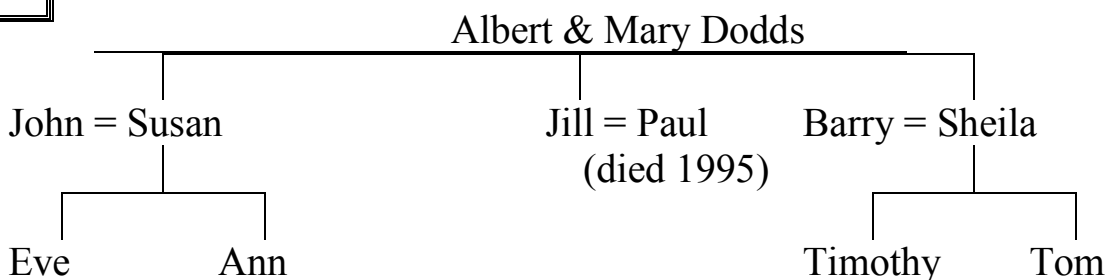 Albert & Mary Dodds
John = Susan Jill = Paul Barry = Sheila
(died 1995)
Eve Ann Timothy Tom